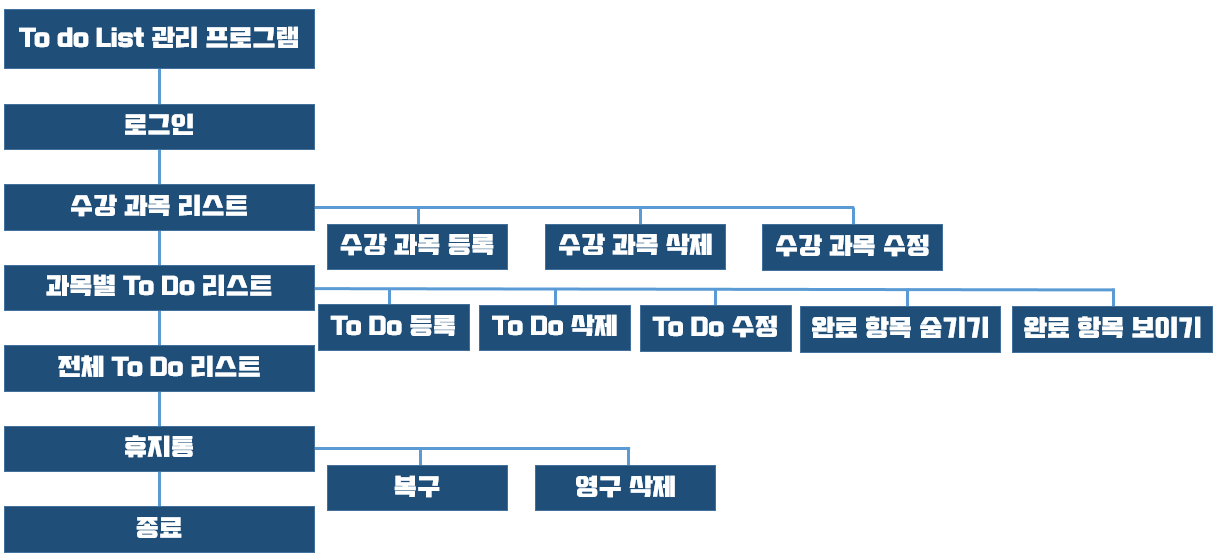 To do List 관리 프로그램
로그인
수강 과목 리스트
수강 과목 등록
수강 과목 삭제
수강 과목 수정
과목별 To Do 리스트
To Do 등록
To Do 삭제
To Do 수정
완료 항목 숨기기
완료 항목 보이기
전체 To Do 리스트
휴지통
복구
영구 삭제
종료